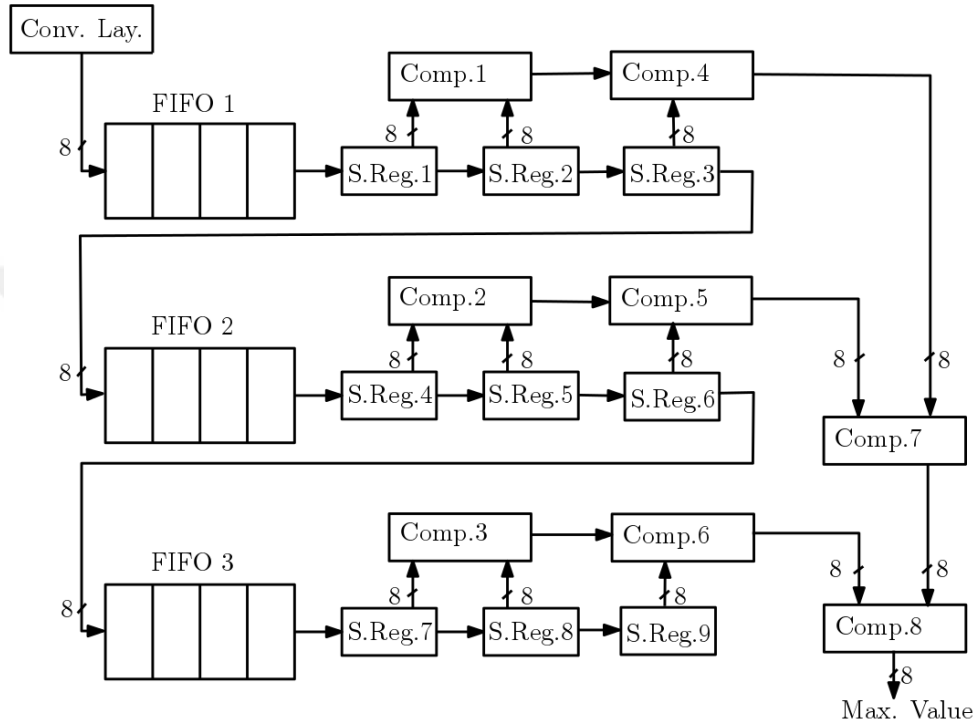 Conv. Lay.
Comp.1
Comp.4
FIFO 1
8
8
8
8
S.Reg.1
S.Reg.2
S.Reg.3
Comp.2
Comp.5
FIFO 2
8
8
8
8
8
8
S.Reg.4
S.Reg.5
S.Reg.6
Comp.7
Comp.3
Comp.6
FIFO 3
8
8
8
8
8
8
S.Reg.7
S.Reg.8
S.Reg.9
Comp.8
8
Max. Value